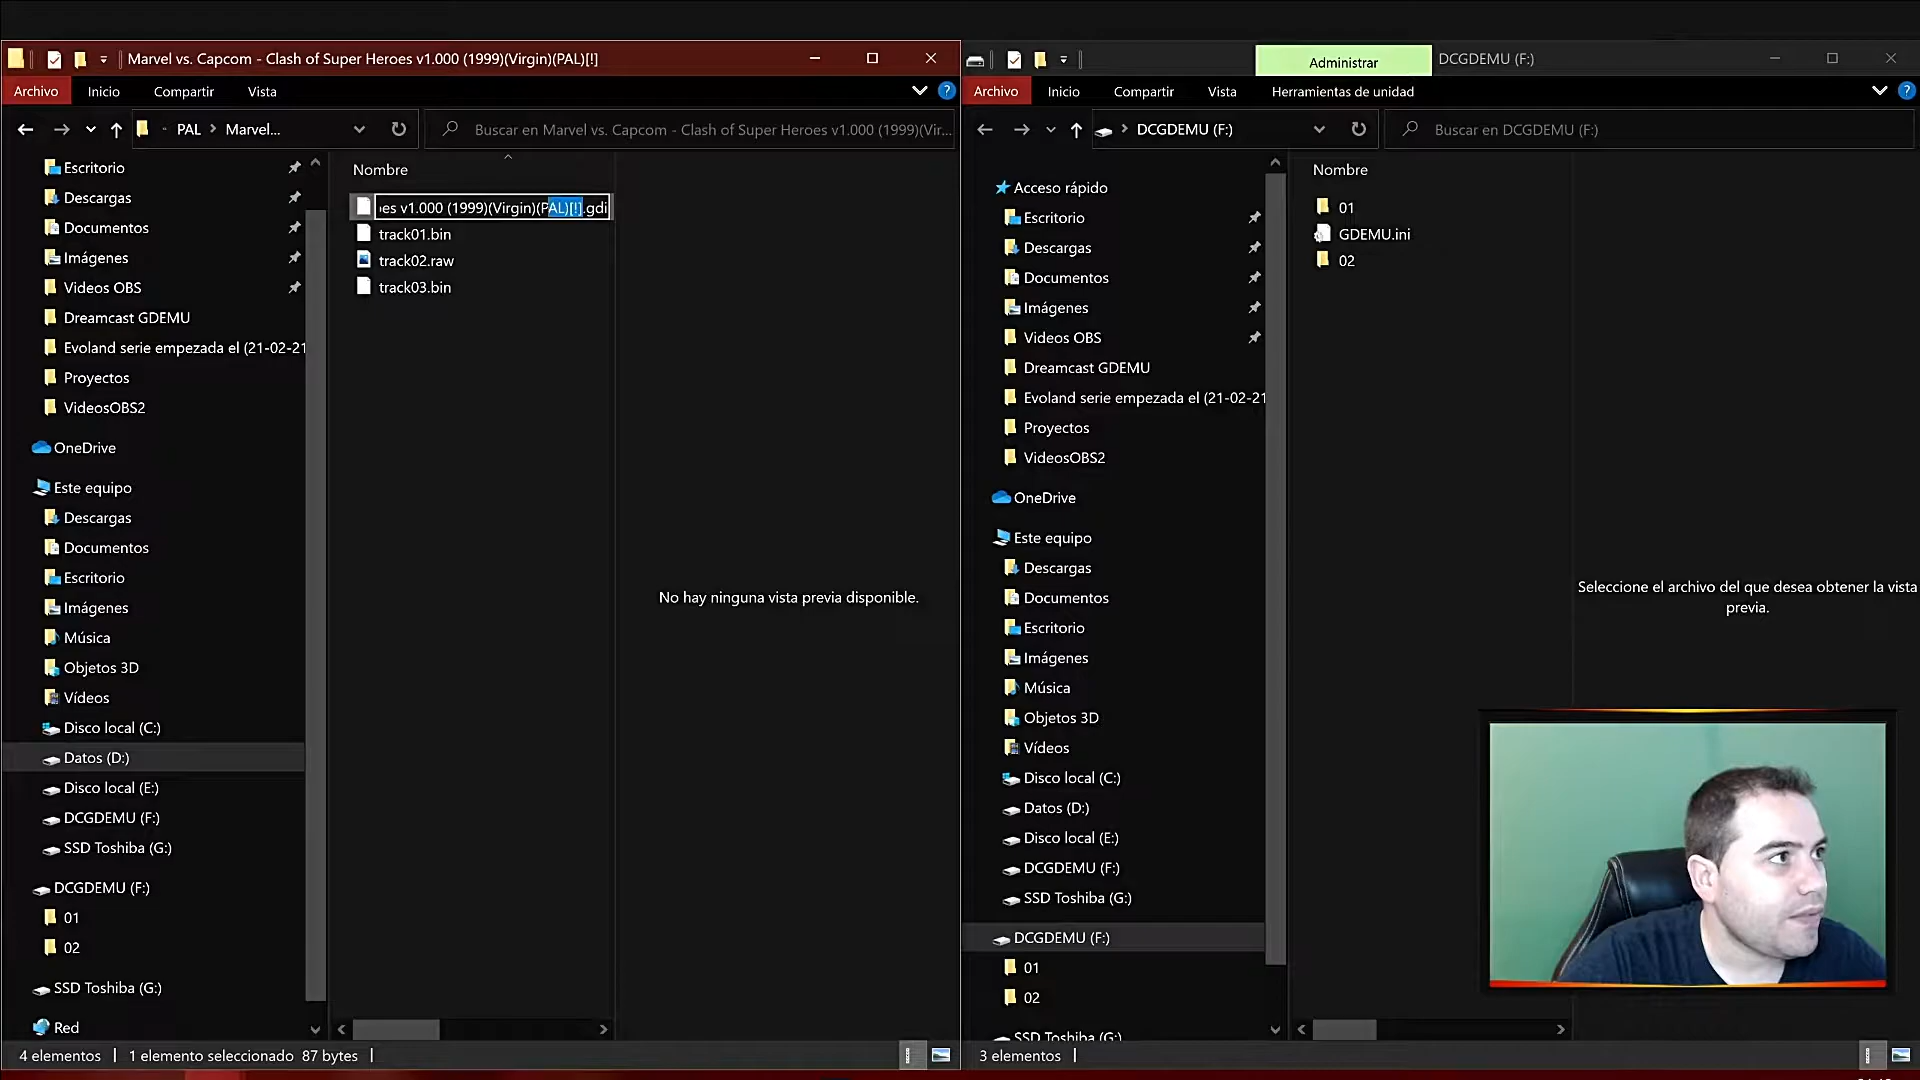 Marvel vs. Capcom - Clash of Super Heroes v1.000 (1999)(Virgin)(PAL)[!]
Archivo Inicio Compartir Vista
PAL > Marvel...
Buscar en Marvel vs. Capcom - Clash of Super Heroes v1.000 (1999)(Vir...
Escritorio
Descargas
Documentos
Imágenes
Videos OBS
Dreamcast GDEMU
Evoland serie empezada el (21-02-21
Proyectos
VideosOBS2
OneDrive
Este equipo
Descargas
Documentos
Escritorio
Imágenes
Música
Objetos 3D
Vídeos
Disco local (C:)
Datos (D:)
Disco local (E:)
DCGDEMU (F:)
SSD Toshiba (G:)
DCGDEMU (F:)
01
02
SSD Toshiba (G:)
Red
Nombre
es v1.000 (1999)(Virgin)(PAL)[!].gdi
track01.bin
track02.raw
track03.bin
No hay ninguna vista previa disponible.
4 elementos | 1 elemento seleccionado 87 bytes |
Administrar
DCGDEMU (F:)
Archivo Inicio Compartir Vista Herramientas de unidad
> DCGDEMU (F:)
Buscar en DCGDEMU (F:)
Acceso rápido
Escritorio
Descargas
Documentos
Imágenes
Videos OBS
Dreamcast GDEMU
Evoland serie empezada el (21-02-21
Proyectos
VideosOBS2
OneDrive
Este equipo
Descargas
Documentos
Escritorio
Imágenes
Música
Objetos 3D
Vídeos
Disco local (C:)
Datos (D:)
Disco local (E:)
DCGDEMU (F:)
SSD Toshiba (G:)
DCGDEMU (F:)
01
02
SSD Toshiba (G:)
Nombre
01
GDEMU.ini
02
Seleccione el archivo del que desea obtener la vista
previa.
3 elementos |